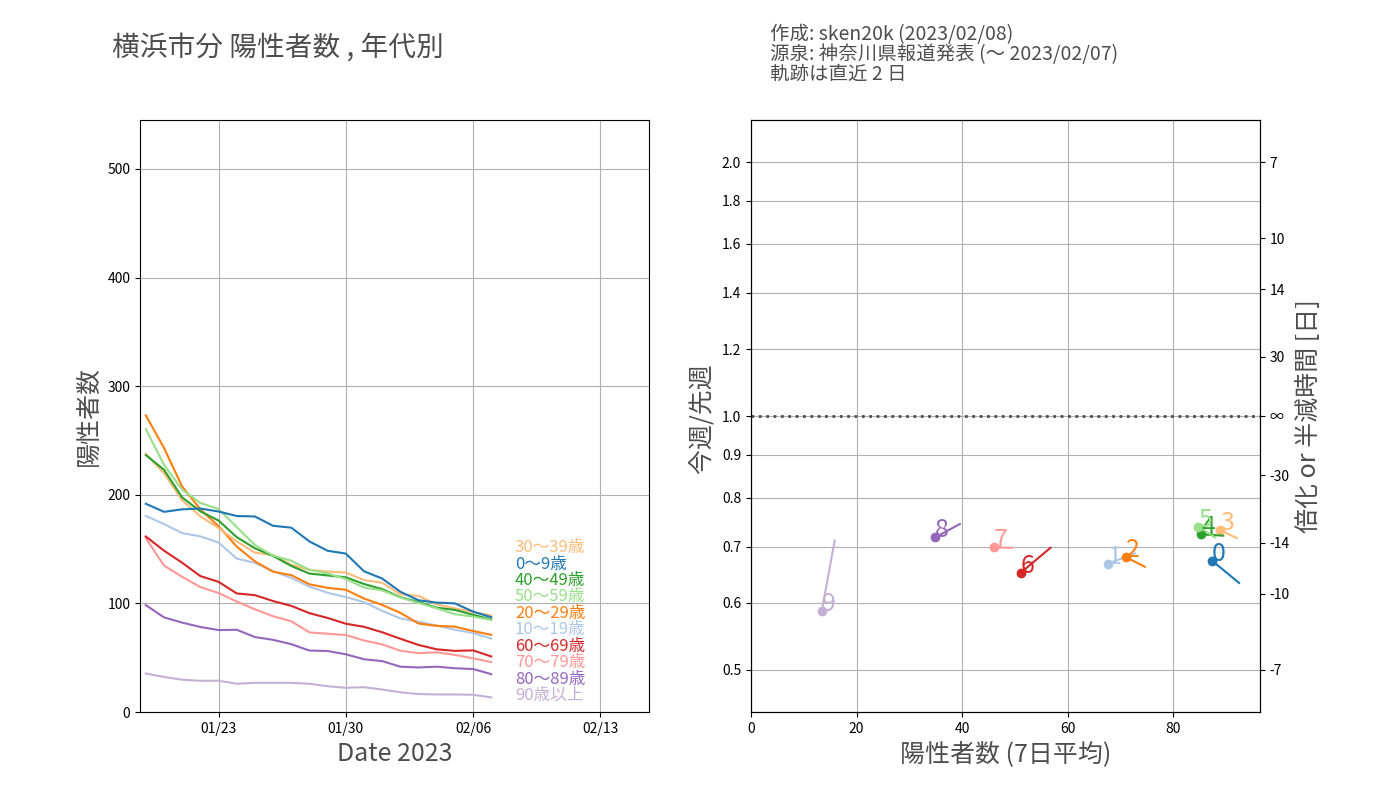 横浜市分 陽性者数 , 年代別
作成: sken20k (2023/02/08)
源泉: 神奈川県報道発表 (〜 2023/02/07)
軌跡は直近 2 日
陽性者数
500
400
300
200
100
0
01/23
01/30
02/06
02/13
Date 2023
30〜39歳
0〜9歳
40〜49歳
50〜59歳
20〜29歳
10〜19歳
60〜69歳
70〜79歳
80〜89歳
90歳以上
今週/先週
2.0
1.8
1.6
1.4
1.2
1.0
0.9
0.8
0.7
0.6
0.5
9
8
7
6
1
2
5
4
3
0
0
20
40
60
80
陽性者数 (7日平均)
7
10
14
30
∞
-30
-14
-10
-7
倍化 or 半減時間 [日]